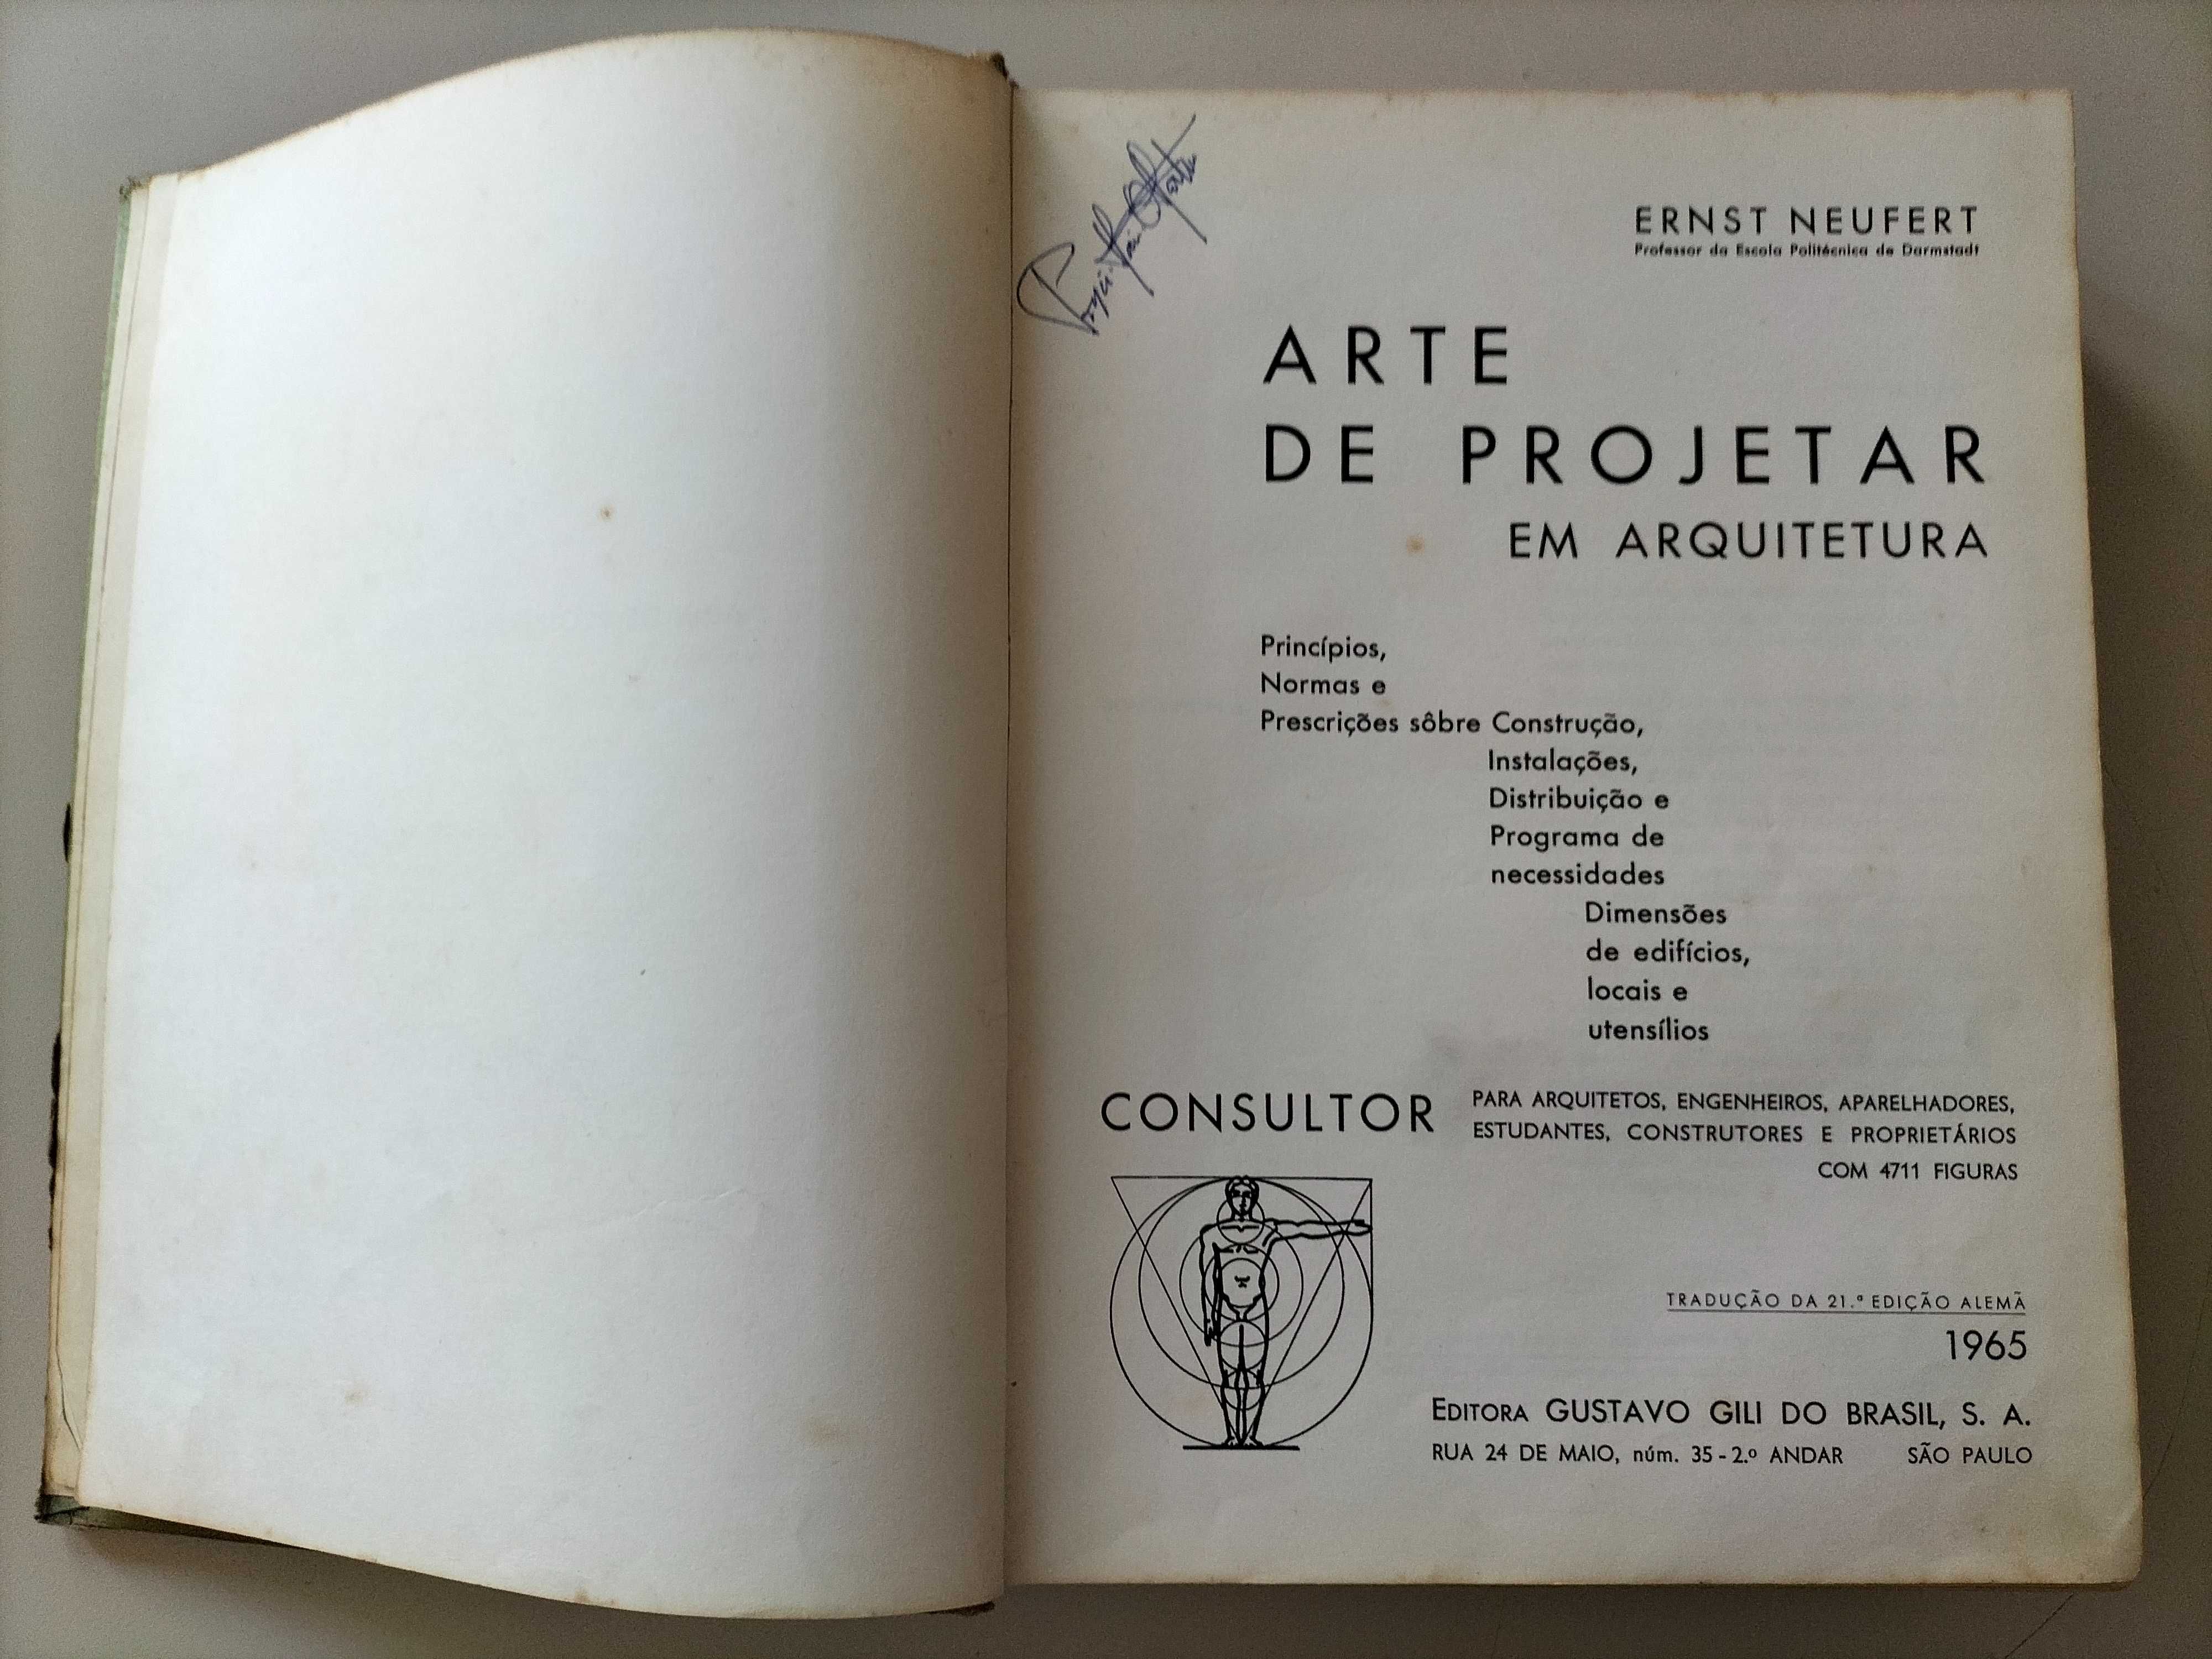 ERNST NEUFERT
Professor da Escola Politécnica de Darmstadt
ARTE
DE PROJETAR
EM ARQUITETURA
Princípios,
Normas e
Prescrições sôbre Construção,
Instalações,
Distribuição e
Programa de
necessidades
Dimensões
de edifícios,
locais e
utensílios
CONSULTOR
PARA ARQUITETOS, ENGENHEIROS, APARELHADORES,
ESTUDANTES, CONSTRUTORES E PROPRIETÁRIOS
COM 4711 FIGURAS
TRADUÇÃO DA 21.ª EDIÇÃO ALEMÃ
1965
EDITORA GUSTAVO GILI DO BRASIL, S. A.
RUA 24 DE MAIO, núm. 35 - 2.º ANDAR SÃO PAULO